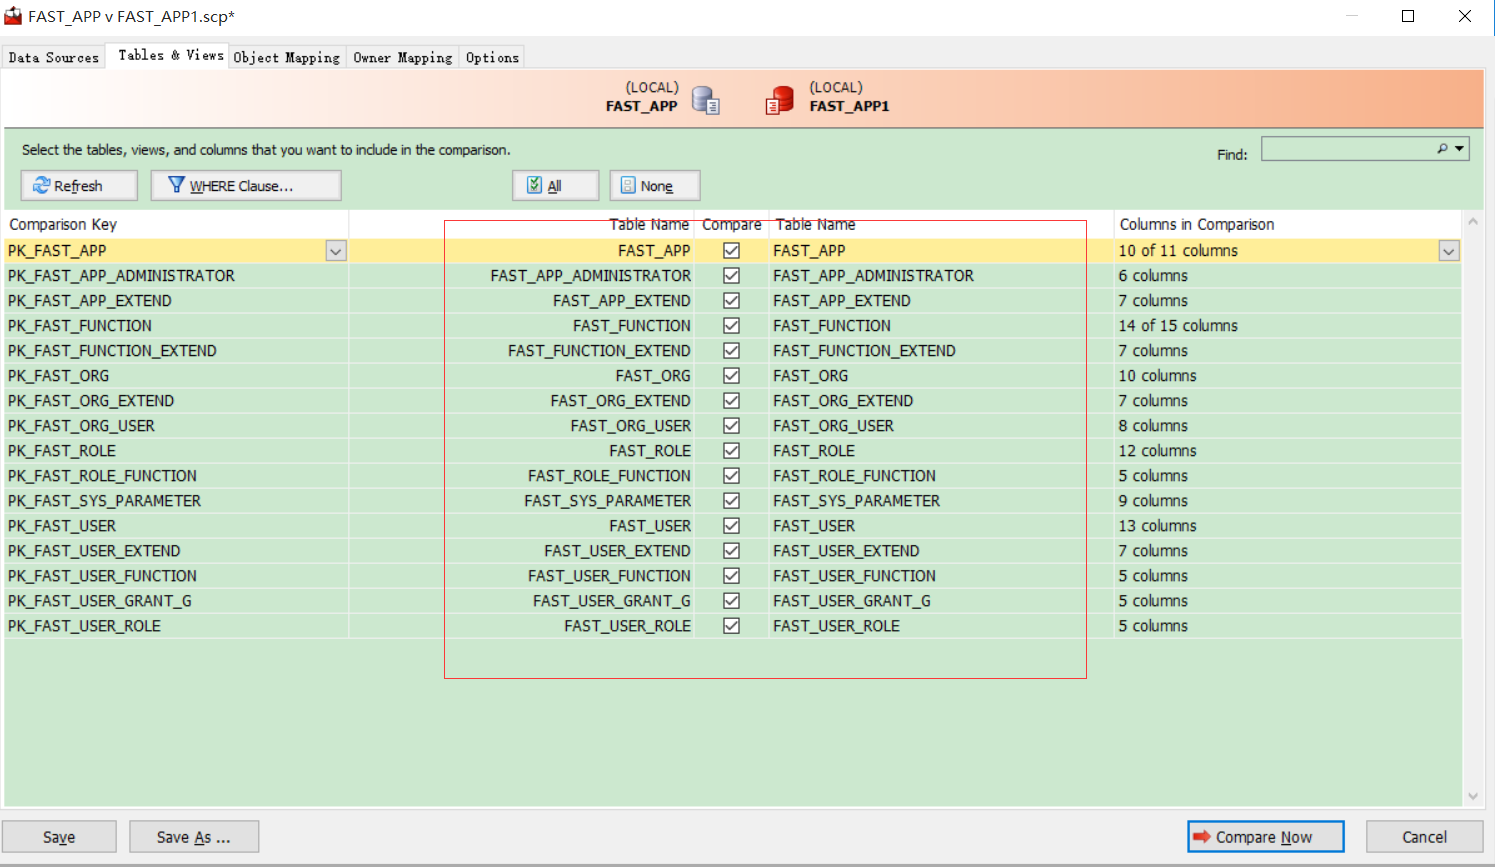 FAST_APP v FAST_APP1.scp*
Data Sources Tables & Views Object Mapping Owner Mapping Options
(LOCAL) (LOCAL)
FAST_APP FAST_APP1
Select the tables, views, and columns that you want to include in the comparison.
Find:
Refresh WHERE Clause... All None
Comparison Key Table Name Compare Table Name Columns in Comparison
PK_FAST_APP FAST_APP FAST_APP 10 of 11 columns
PK_FAST_APP_ADMINISTRATOR FAST_APP_ADMINISTRATOR FAST_APP_ADMINISTRATOR 6 columns
PK_FAST_APP_EXTEND FAST_APP_EXTEND FAST_APP_EXTEND 7 columns
PK_FAST_FUNCTION FAST_FUNCTION FAST_FUNCTION 14 of 15 columns
PK_FAST_FUNCTION_EXTEND FAST_FUNCTION_EXTEND FAST_FUNCTION_EXTEND 7 columns
PK_FAST_ORG FAST_ORG FAST_ORG 10 columns
PK_FAST_ORG_EXTEND FAST_ORG_EXTEND FAST_ORG_EXTEND 7 columns
PK_FAST_ORG_USER FAST_ORG_USER FAST_ORG_USER 8 columns
PK_FAST_ROLE FAST_ROLE FAST_ROLE 12 columns
PK_FAST_ROLE_FUNCTION FAST_ROLE_FUNCTION FAST_ROLE_FUNCTION 5 columns
PK_FAST_SYS_PARAMETER FAST_SYS_PARAMETER FAST_SYS_PARAMETER 9 columns
PK_FAST_USER FAST_USER FAST_USER 13 columns
PK_FAST_USER_EXTEND FAST_USER_EXTEND FAST_USER_EXTEND 7 columns
PK_FAST_USER_FUNCTION FAST_USER_FUNCTION FAST_USER_FUNCTION 5 columns
PK_FAST_USER_GRANT_G FAST_USER_GRANT_G FAST_USER_GRANT_G 5 columns
PK_FAST_USER_ROLE FAST_USER_ROLE FAST_USER_ROLE 5 columns
Save Save As ... Compare Now Cancel